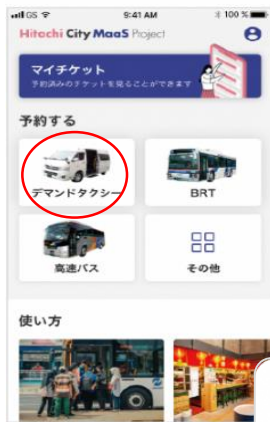 GS 9:41 AM 100 %
Hitachi City MaaS Project
マイチケット
予約済みのチケットを見ることができます
予約する
デマンドタクシー BRT
高速バス その他
使い方